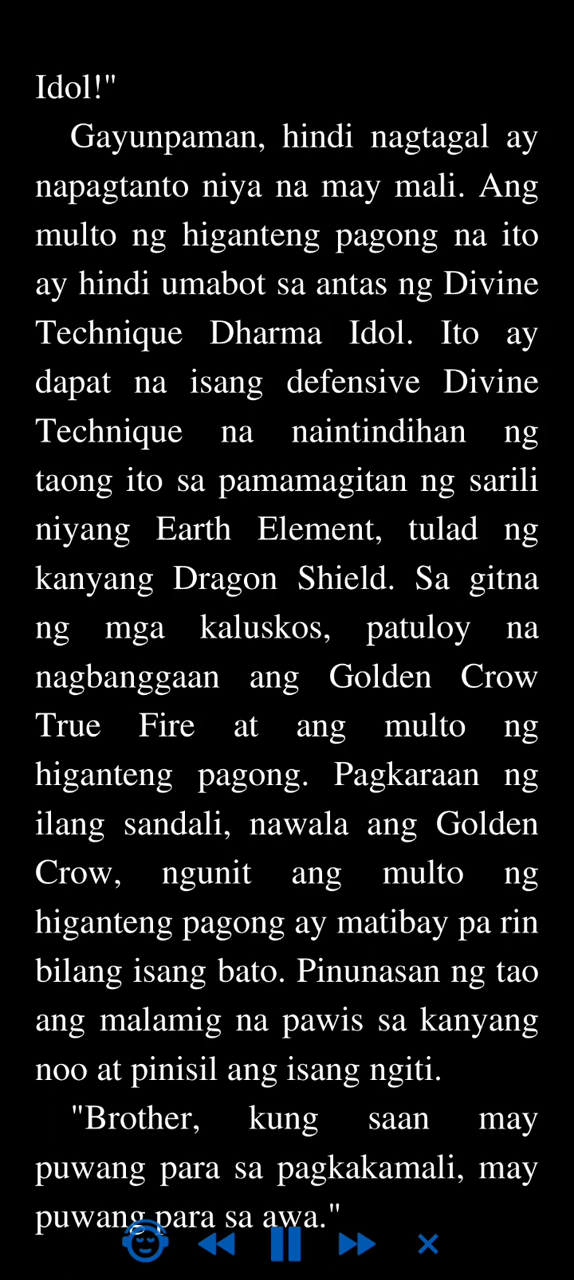 Idol!"
Gayunpaman, hindi nagtagal ay
napagtanto niya na may mali. Ang
multo ng higanteng pagong na ito
ay hindi umabot sa antas ng Divine
Technique Dharma Idol. Ito ay
dapat na isang defensive Divine
Technique na naintindihan ng
taong ito sa pamamagitan ng sarili
niyang Earth Element, tulad ng
kanyang Dragon Shield. Sa gitna
ng mga kaluskos, patuloy na
nagbanggaan ang Golden Crow
True Fire at ang multo ng
higanteng pagong. Pagkaraan ng
ilang sandali, nawala ang Golden
Crow, ngunit ang multo ng
higanteng pagong ay matibay pa rin
bilang isang bato. Pinunasan ng tao
ang malamig na pawis sa kanyang
noo at pinisil ang isang ngiti.
"Brother, kung saan may
puwang para sa pagkakamali, may
puwang para sa awa."